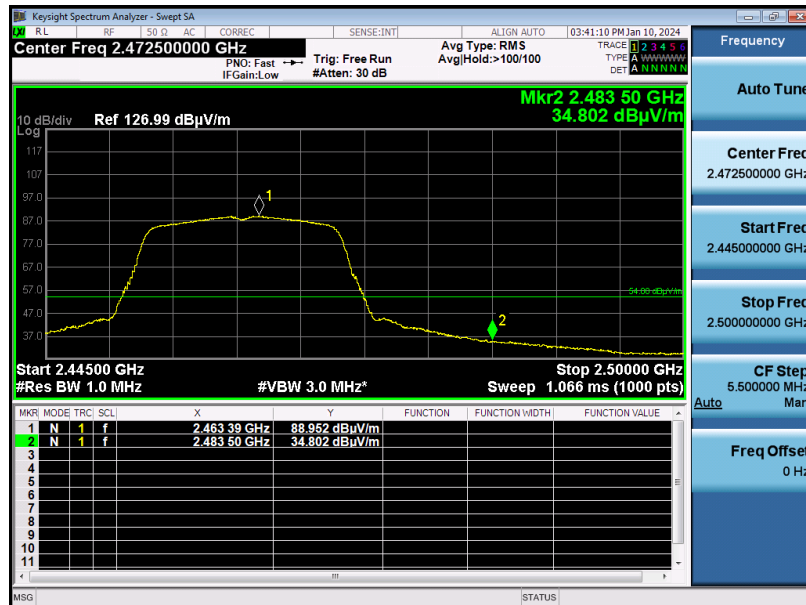 Keysight Spectrum Analyzer - Swept SA
RL RF 50 Ω AC CORREC SENSE:INT ALIGN AUTO 03:41:10 PM Jan 10, 2024
Center Freq 2.472500000 GHz
PNO: Fast
IFGain:Low
Trig: Free Run
#Atten: 30 dB
Avg Type: RMS
Avg|Hold:>100/100
TRACE 1 2 3 4 5 6
TYPE A WWWWW
DET A N N N N N
Mkr2 2.483 50 GHz
34.802 dBµV/m
10 dB/div Ref 126.99 dBµV/m
Log
117
107
97.0
87.0
77.0
67.0
57.0
47.0
37.0
1
2
54.00 dBµV/m
Start 2.44500 GHz Stop 2.50000 GHz
#Res BW 1.0 MHz #VBW 3.0 MHz* Sweep 1.066 ms (1000 pts)
MKR MODE TRC SCL X Y FUNCTION FUNCTION WIDTH FUNCTION VALUE
1 N 1 f 2.463 39 GHz 88.952 dBµV/m
2 N 1 f 2.483 50 GHz 34.802 dBµV/m
3
4
5
6
7
8
9
10
11
MSG STATUS
Frequency
Auto Tune
Center Freq
2.472500000 GHz
Start Freq
2.445000000 GHz
Stop Freq
2.500000000 GHz
CF Step
5.500000 MHz
Auto Man
Freq Offset
0 Hz